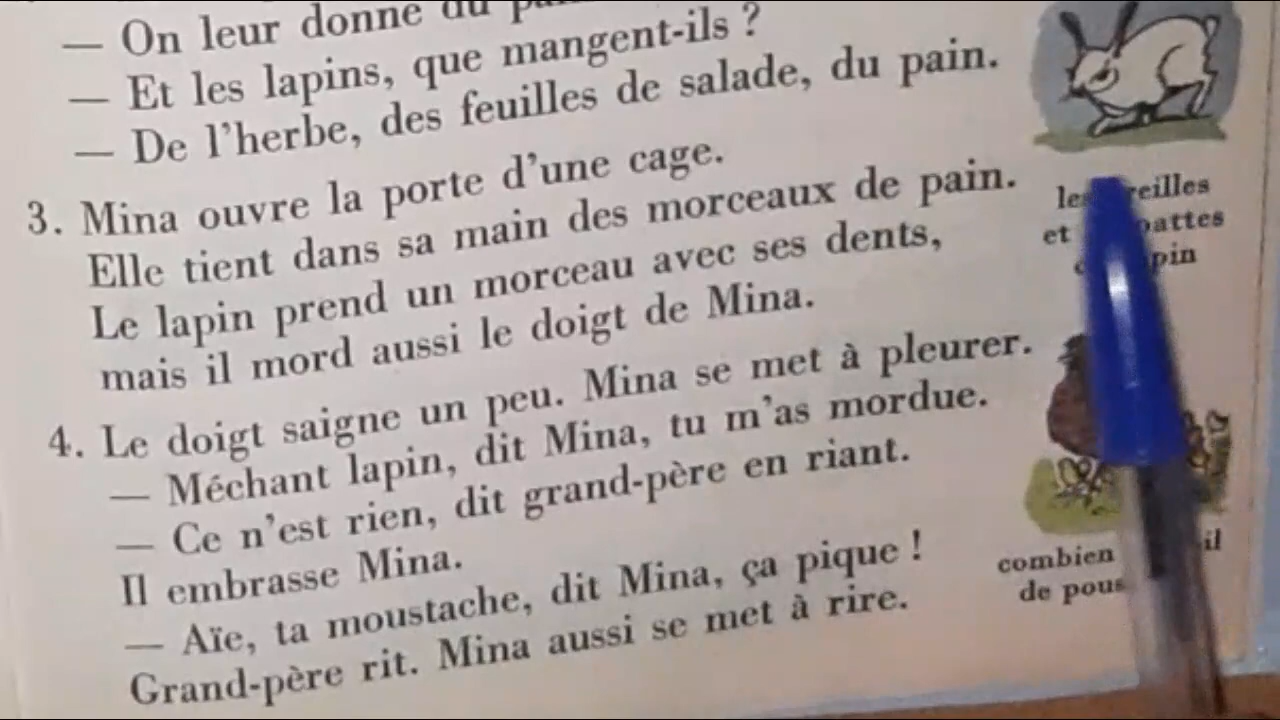 — On leur donne du
— Et les lapins, que mangent-ils ?
— De l'herbe, des feuilles de salade, du pain.
3. Mina ouvre la porte d'une cage.
Elle tient dans sa main des morceaux de pain.
Le lapin prend un morceau avec ses dents,
mais il mord aussi le doigt de Mina.
4. Le doigt saigne un peu. Mina se met à pleurer.
— Méchant lapin, dit Mina, tu m'as mordue.
— Ce n'est rien, dit grand-père en riant.
Il embrasse Mina.
— Aïe, ta moustache, dit Mina, ça pique !
Grand-père rit. Mina aussi se met à rire.
et
combien il
de